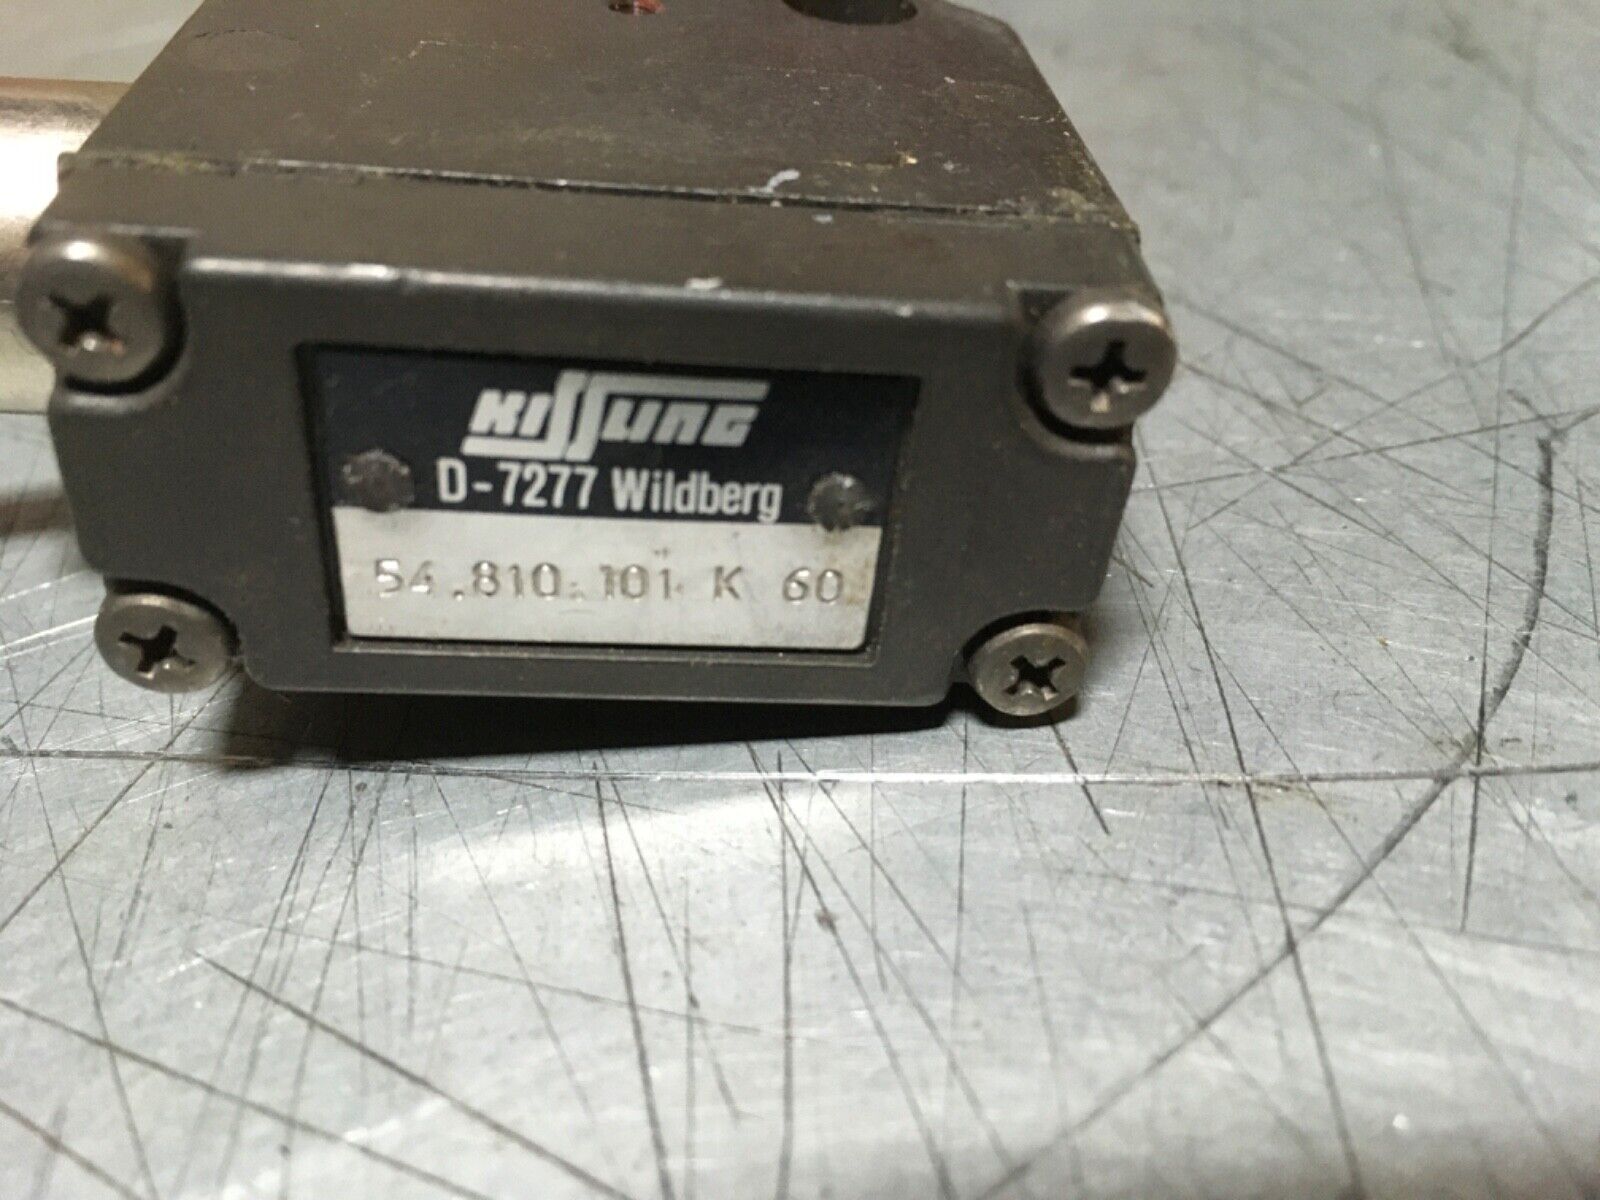 KISSLING
D-7277 Wildberg
54.810.101 K 60